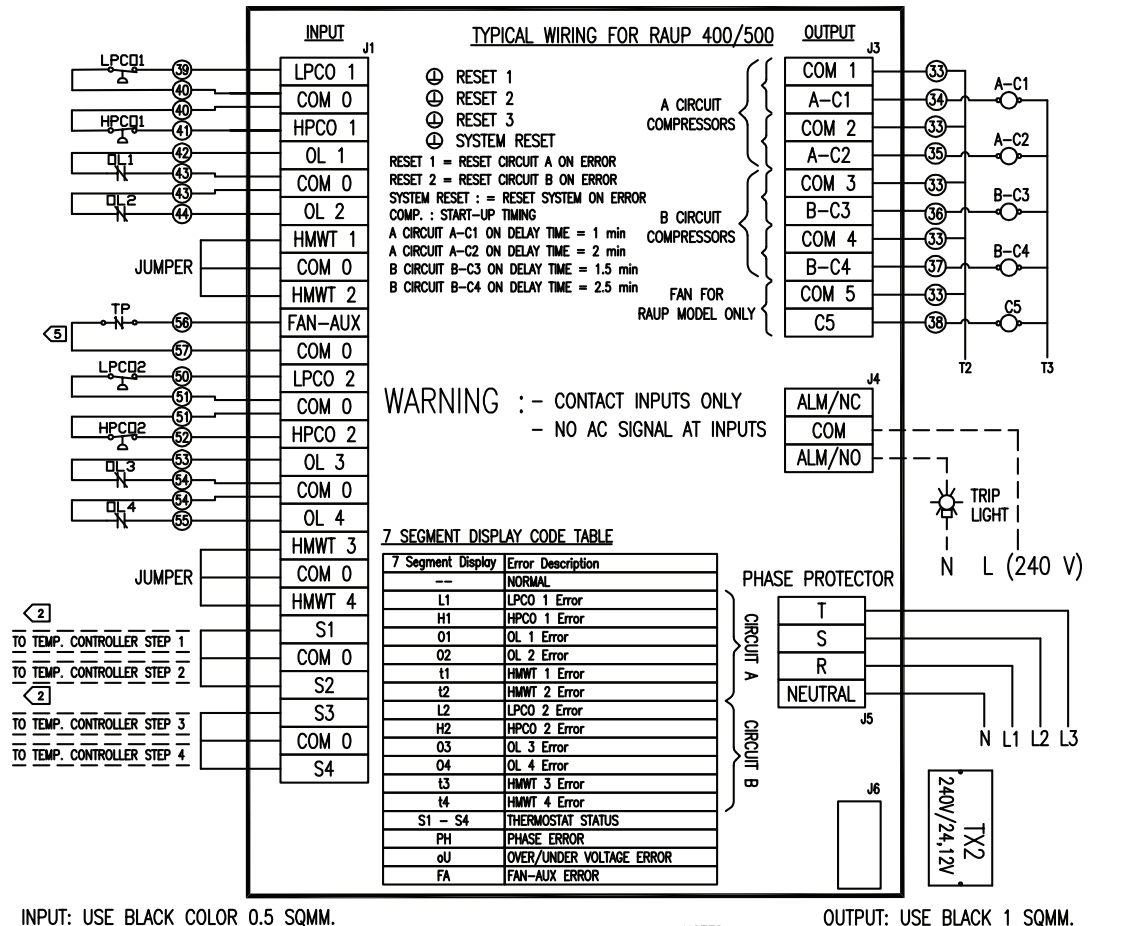 INPUT
TYPICAL WIRING FOR RAUP 400/500
OUTPUT
J1
J3
LPCO1
39
40
40
HPCO1
41
OL1
42
43
43
OL2
44
JUMPER
TP
56
5
57
LPCO2
50
51
51
HPCO2
52
53
OL3
54
54
OL4
55
JUMPER
2
TO TEMP. CONTROLLER STEP 1
TO TEMP. CONTROLLER STEP 2
2
TO TEMP. CONTROLLER STEP 3
TO TEMP. CONTROLLER STEP 4
LPCO 1
COM 0
HPCO 1
OL 1
COM 0
OL 2
HMWT 1
COM 0
HMWT 2
FAN-AUX
COM 0
LPCO 2
COM 0
HPCO 2
OL 3
COM 0
OL 4
HMWT 3
COM 0
HMWT 4
S1
COM 0
S2
S3
COM 0
S4
RESET 1
RESET 2
RESET 3
SYSTEM RESET
RESET 1 = RESET CIRCUIT A ON ERROR
RESET 2 = RESET CIRCUIT B ON ERROR
SYSTEM RESET : = RESET SYSTEM ON ERROR
COMP. : START-UP TIMING
A CIRCUIT A-C1 ON DELAY TIME = 1 min
A CIRCUIT A-C2 ON DELAY TIME = 2 min
B CIRCUIT B-C3 ON DELAY TIME = 1.5 min
B CIRCUIT B-C4 ON DELAY TIME = 2.5 min
A CIRCUIT
COMPRESSORS
B CIRCUIT
COMPRESSORS
FAN FOR
RAUP MODEL ONLY
COM 1
A-C1
COM 2
A-C2
COM 3
B-C3
COM 4
B-C4
COM 5
C5
33
34
A-C1
33
35
A-C2
33
36
B-C3
33
37
B-C4
33
38
C5
T2
T3
WARNING : - CONTACT INPUTS ONLY
- NO AC SIGNAL AT INPUTS
J4
ALM/NC
COM
ALM/NO
TRIP
LIGHT
N
L (240 V)
7 SEGMENT DISPLAY CODE TABLE
7 Segment Display Error Description
-- NORMAL
L1 LPCO 1 Error
H1 HPCO 1 Error
O1 OL 1 Error
O2 OL 2 Error
t1 HMWT 1 Error
t2 HMWT 2 Error
L2 LPCO 2 Error
H2 HPCO 2 Error
O3 OL 3 Error
O4 OL 4 Error
t3 HMWT 3 Error
t4 HMWT 4 Error
S1 - S4 THERMOSTAT STATUS
PH PHASE ERROR
oU OVER/UNDER VOLTAGE ERROR
FA FAN-AUX ERROR
CIRCUIT A
CIRCUIT B
PHASE PROTECTOR
T
S
R
NEUTRAL
J5
N L1 L2 L3
J6
TX2
240V/24,12V
INPUT: USE BLACK COLOR 0.5 SQMM.
OUTPUT: USE BLACK 1 SQMM.